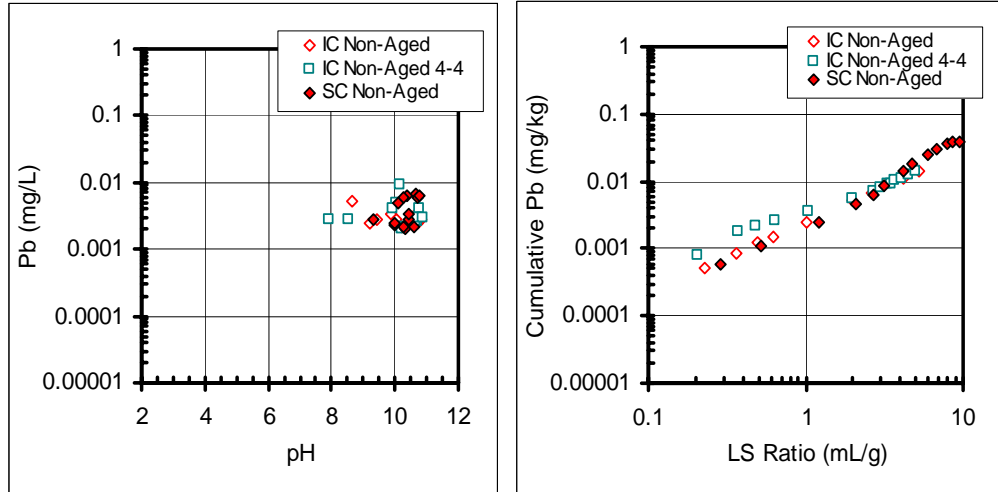 IC Non-Aged
IC Non-Aged 4-4
SC Non-Aged
1
0.1
0.01
0.001
0.0001
0.00001
Pb (mg/L)
2 4 6 8 10 12
pH
IC Non-Aged
IC Non-Aged 4-4
SC Non-Aged
1
0.1
0.01
0.001
0.0001
0.00001
Cumulative Pb (mg/kg)
0.1 1 10
LS Ratio (mL/g)